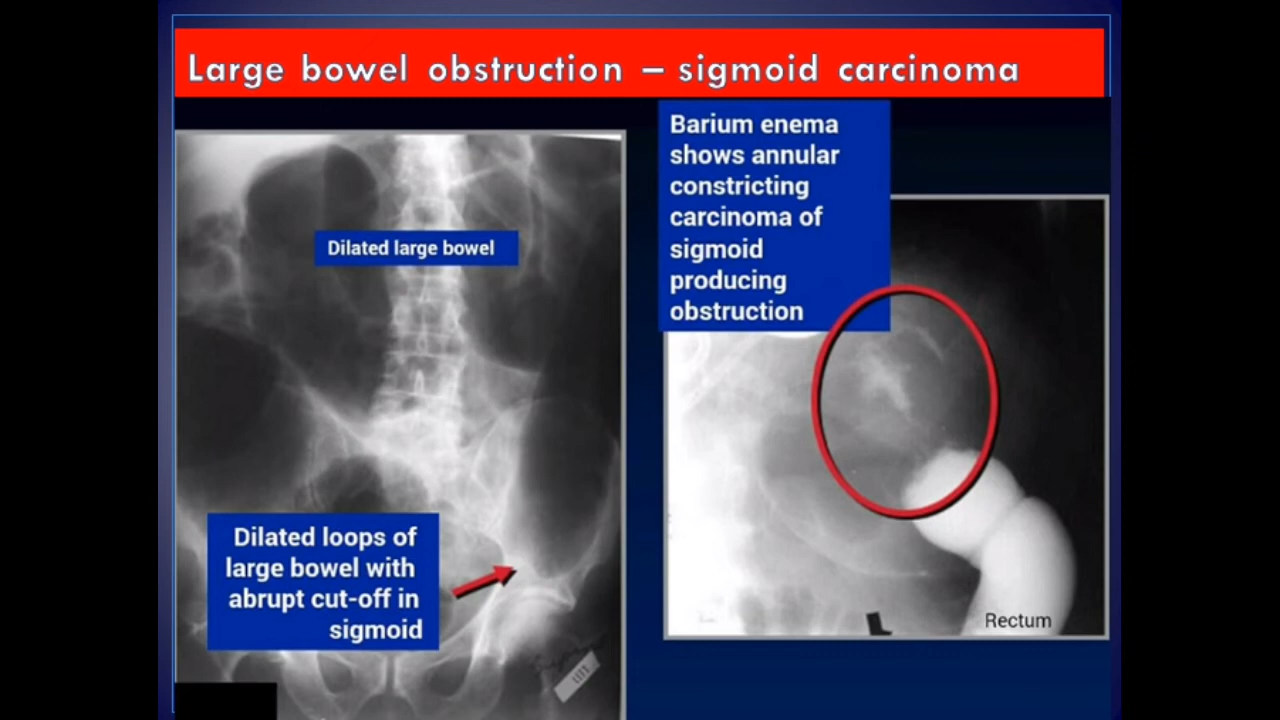 Large bowel obstruction – sigmoid carcinoma
Barium enema
shows annular
constricting
carcinoma of
sigmoid
producing
obstruction
Dilated large bowel
Dilated loops of
large bowel with
abrupt cut-off in
sigmoid
Rectum